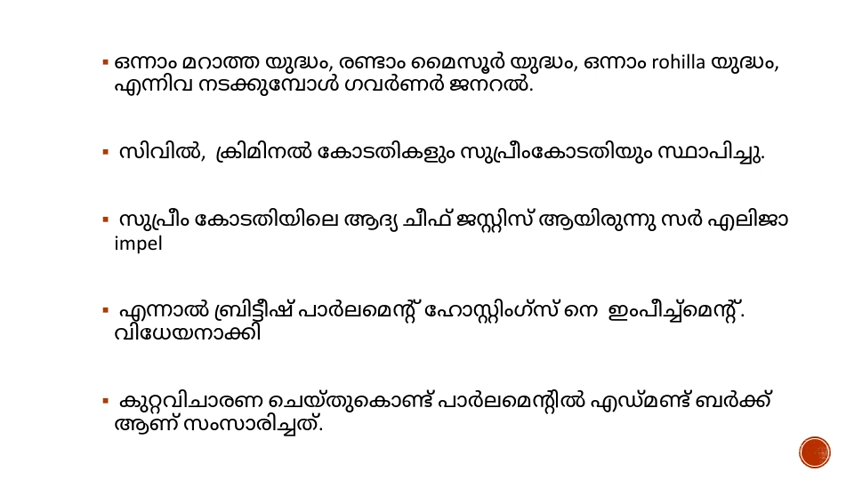 ▪ ഒന്നാം മറാത്ത യുദ്ധം, രണ്ടാം മൈസൂർ യുദ്ധം, ഒന്നാം rohilla യുദ്ധം,
എന്നിവ നടക്കുമ്പോൾ ഗവർണർ ജനറൽ.
▪ സിവിൽ, ക്രിമിനൽ കോടതികളും സുപ്രീംകോടതിയും സ്ഥാപിച്ചു.
▪ സുപ്രീം കോടതിയിലെ ആദ്യ ചീഫ് ജസ്റ്റിസ് ആയിരുന്നു സർ എലിജാ
impel
▪ എന്നാൽ ബ്രിട്ടീഷ് പാർലമെന്റ് ഹോസ്റ്റിംഗ്സ് നെ ഇംപീച്ച്മെന്റ്.
വിധേയനാക്കി
▪ കുറ്റവിചാരണ ചെയ്തുകൊണ്ട് പാർലമെന്റിൽ എഡ്മണ്ട് ബർക്ക്
ആണ് സംസാരിച്ചത്.